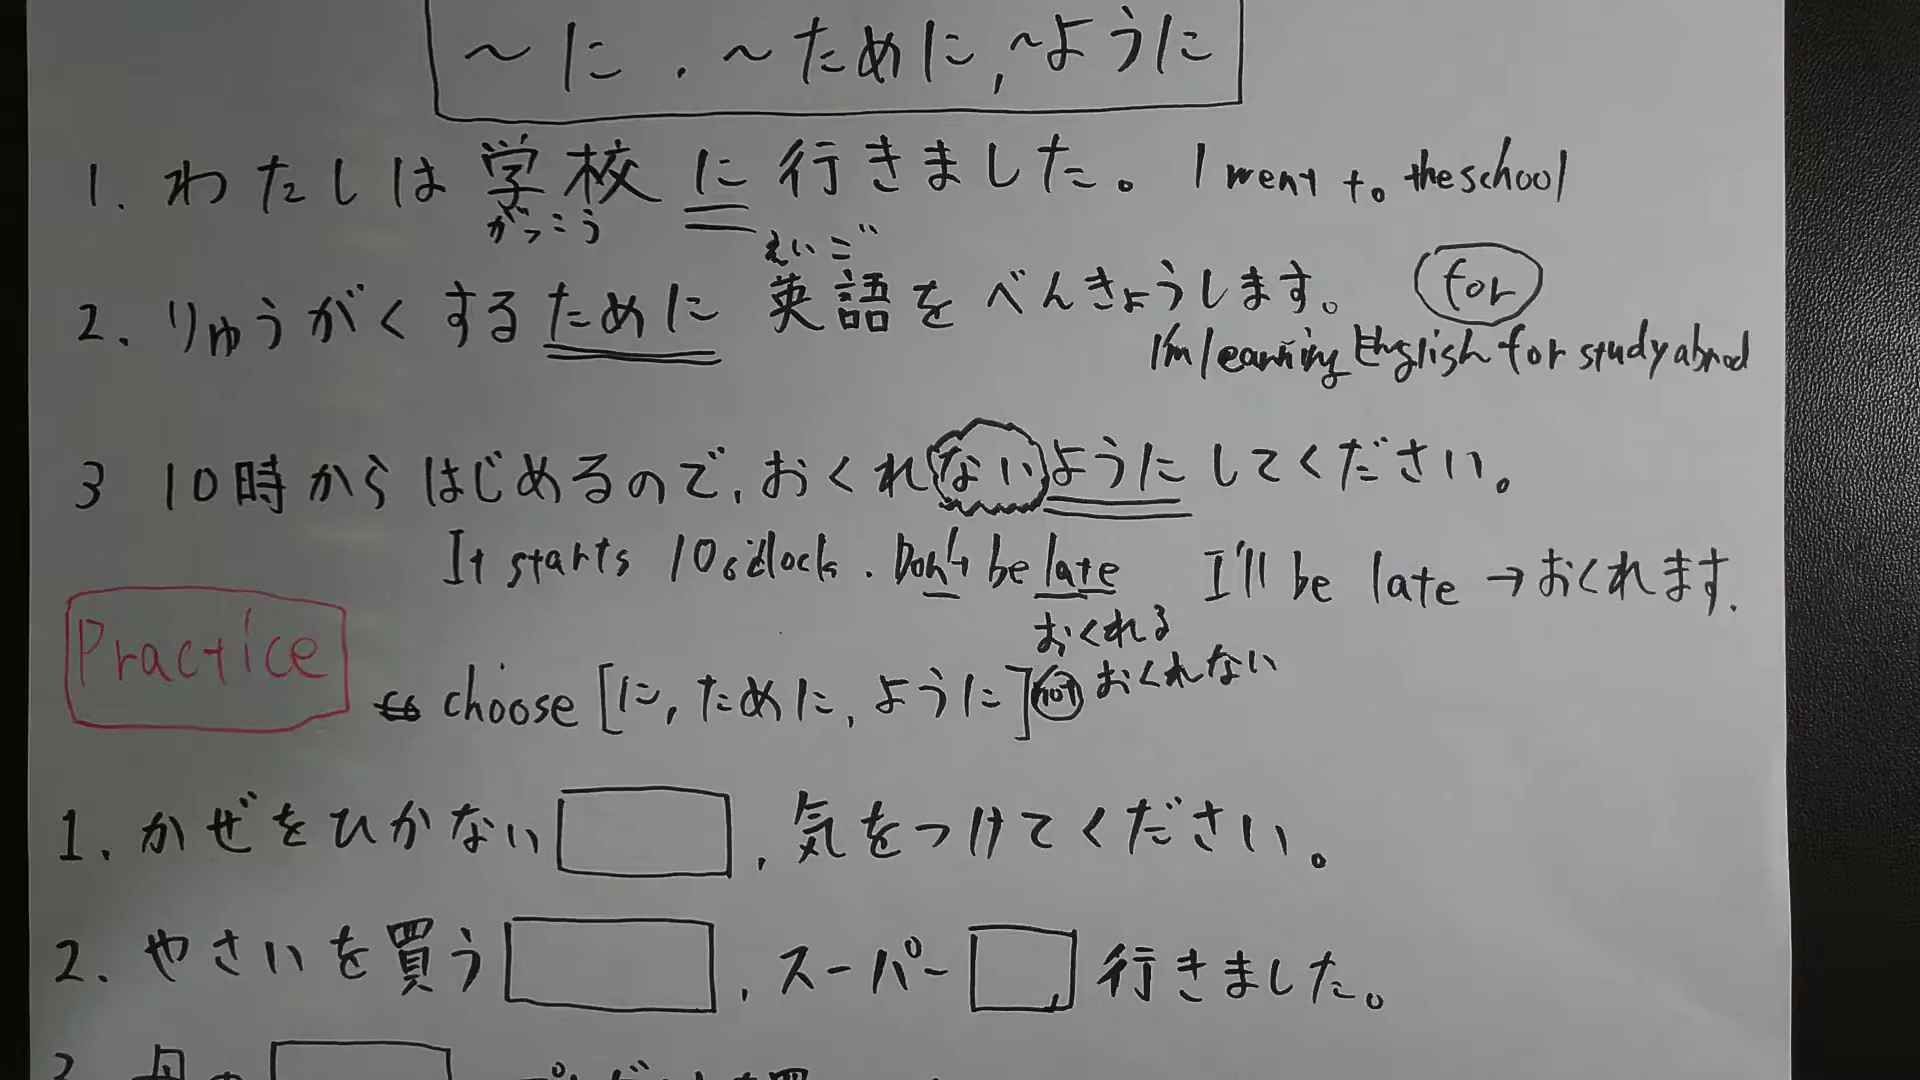 ～に、～ために、～ように
1. わたしは学校に行きました。 I went to the school
がっこう
えいご
2. りゅうがくするために英語をべんきょうします。 for
I'm learning English for study abroad
3 10時からはじめるので、おくれないようにしてください。
It starts 10 o'clock. Don't be late I'll be late → おくれます.
おくれる
Practice
choose [に, ために, ように] not おくれない
1. かぜをひかない , 気をつけてください。
2. やさいを買う , スーパー 行きました。